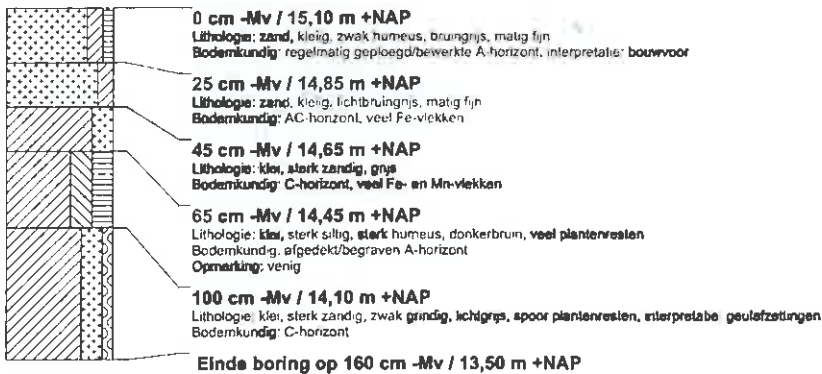 0 cm -Mv / 15,10 m +NAP
Lithologie: zand, kleiig, zwak humeus, bruingrijs, matig fijn
Bodemkundig: regelmatig geploegd/bewerkte A-horizont, interpretatie: bouwvoor
25 cm -Mv / 14,85 m +NAP
Lithologie: zand, kleiig, lichtbruingrijs, matig fijn
Bodemkundig: AC-horizont, veel Fe-vlekken
45 cm -Mv / 14,65 m +NAP
Lithologie: klei, sterk zandig, grijs
Bodemkundig: C-horizont, veel Fe- en Mn-vlekken
65 cm -Mv / 14,45 m +NAP
Lithologie: klei, sterk siltig, sterk humeus, donkerbruin, veel plantenresten
Bodemkundig: afgedekt/begraven A-horizont
Opmerking: venig
100 cm -Mv / 14,10 m +NAP
Lithologie: klei, sterk zandig, zwak grindig, lichtgrijs, spoor plantenresten, interpretatie: geulafzettingen
Bodemkundig: C-horizont
Einde boring op 160 cm -Mv / 13,50 m +NAP